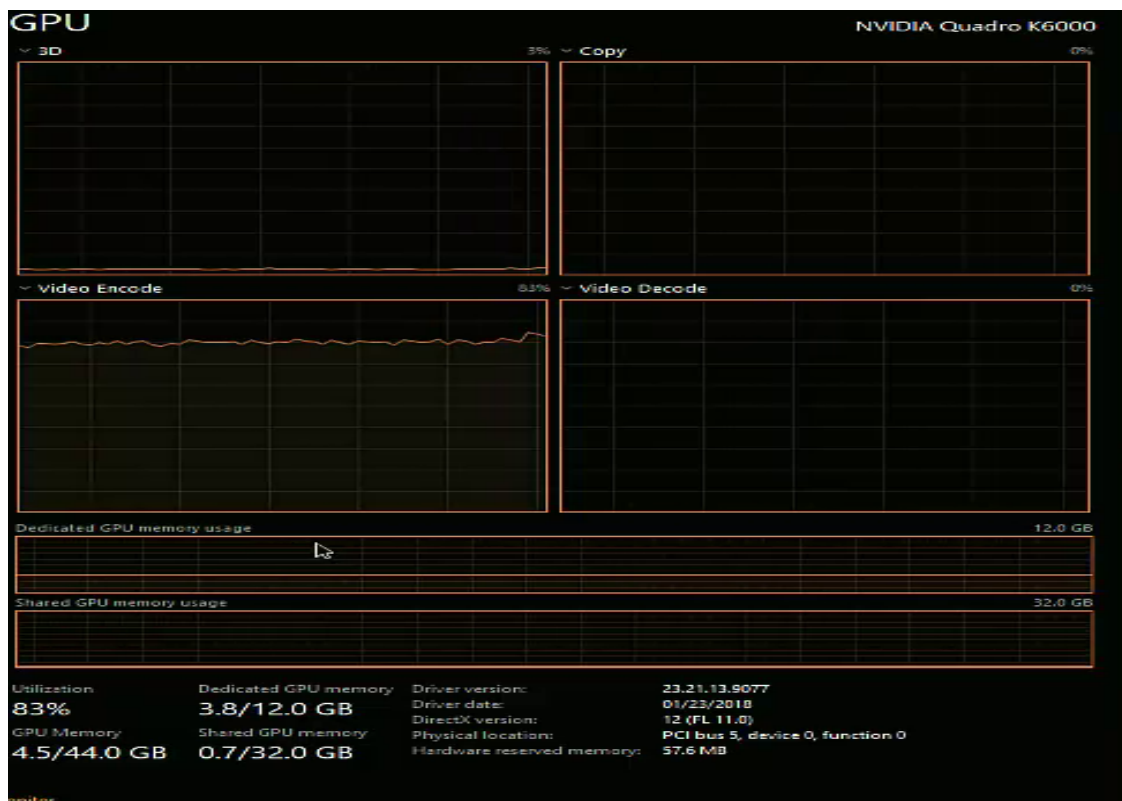 GPU
NVIDIA Quadro K6000
3D 3%
Copy 0%
Video Encode 83%
Video Decode 0%
Dedicated GPU memory usage 12.0 GB
Shared GPU memory usage 32.0 GB
Utilization
83%
Dedicated GPU memory
3.8/12.0 GB
GPU Memory
4.5/44.0 GB
Shared GPU memory
0.7/32.0 GB
Driver version: 23.21.13.9077
Driver date: 01/23/2018
DirectX version: 12 (FL 11.0)
Physical location: PCI bus 5, device 0, function 0
Hardware reserved memory: 57.6 MB